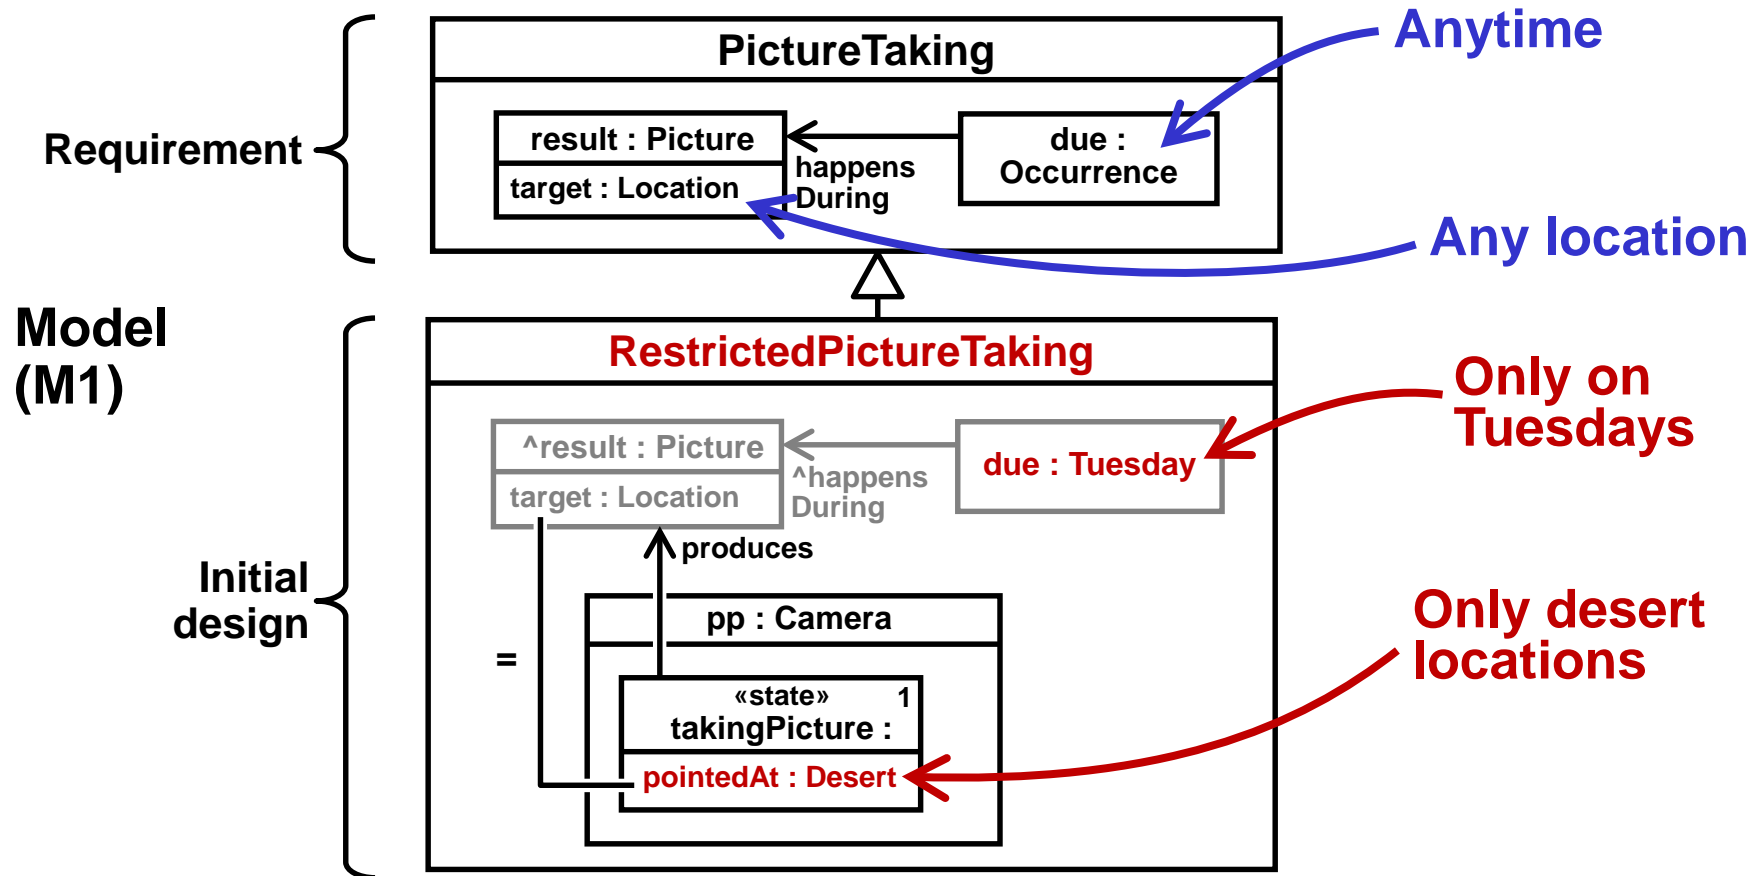 Anytime
PictureTaking
Requirement
result : Picture
target : Location
happens
During
due :
Occurrence
Any location
Model
(M1)
RestrictedPictureTaking
Only on
Tuesdays
^result : Picture
target : Location
^happens
During
due : Tuesday
produces
Initial
design
pp : Camera
=
«state» 1
takingPicture :
pointedAt : Desert
Only desert
locations